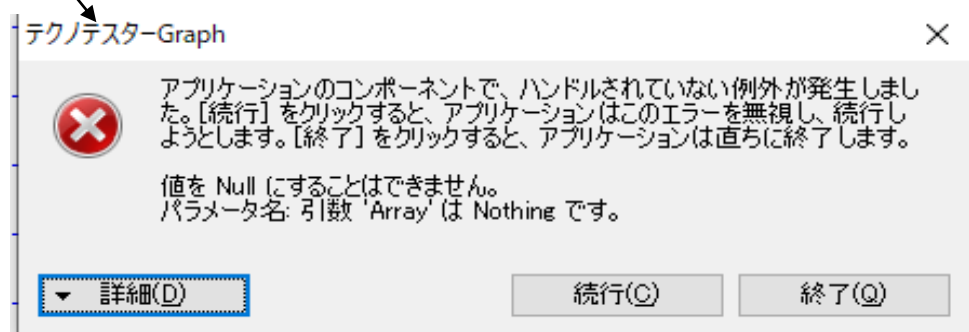 テクノテスターGraph
アプリケーションのコンポーネントで、ハンドルされていない例外が発生しまし
た。[続行] をクリックすると、アプリケーションはこのエラーを無視し、続行し
ようとします。[終了] をクリックすると、アプリケーションは直ちに終了します。
値を Null にすることはできません。
パラメータ名: 引数 'Array' は Nothing です。
詳細(D)
続行(C)
終了(Q)